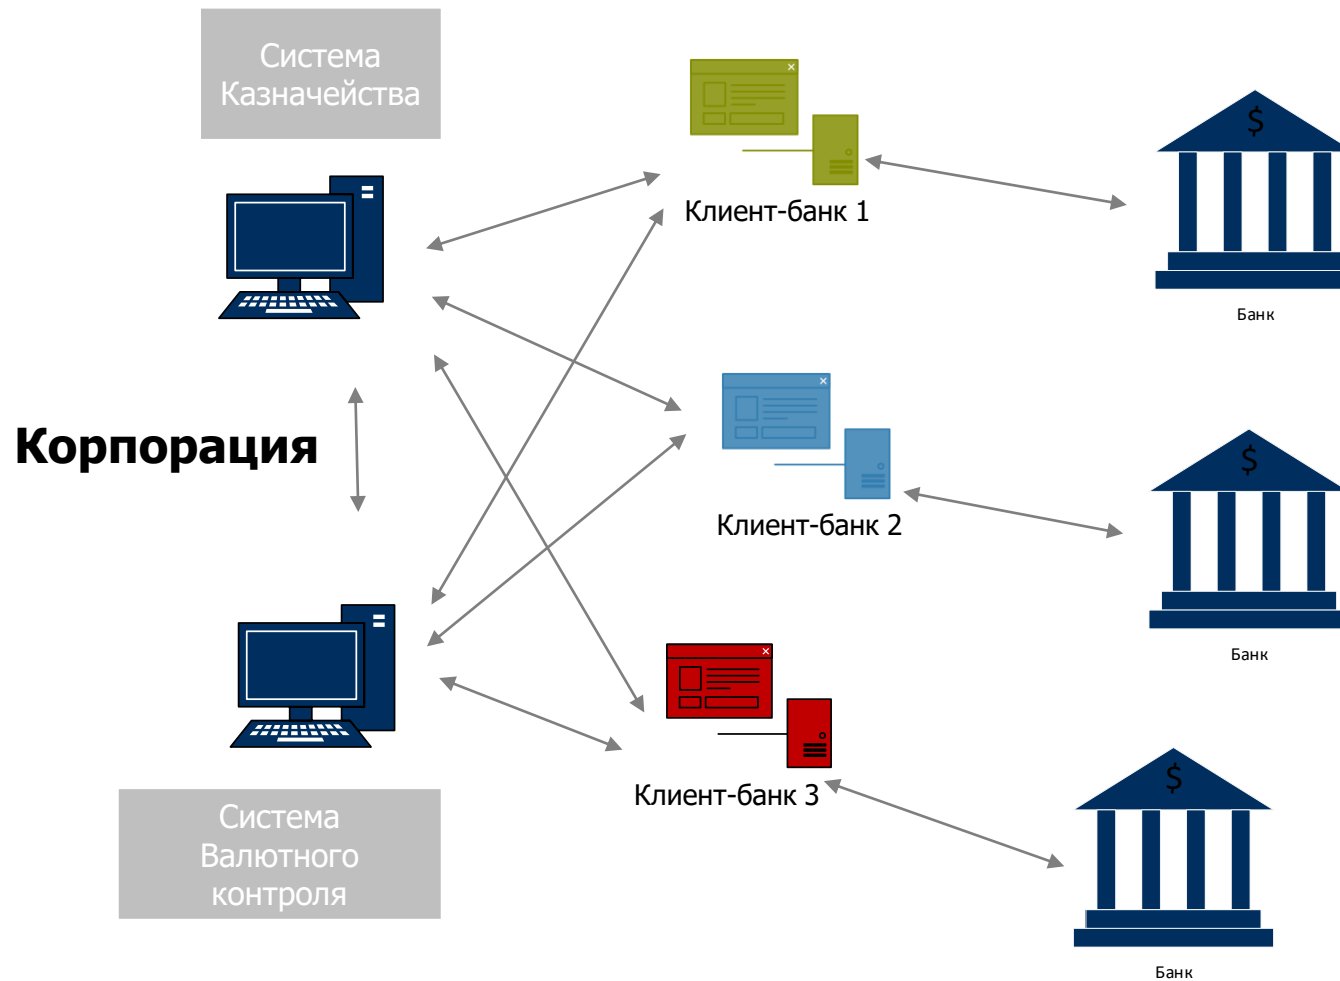 Система
Казначейства
$
Клиент-банк 1
Банк
Корпорация
$
Клиент-банк 2
Банк
Клиент-банк 3
$
Система
Валютного
контроля
Банк